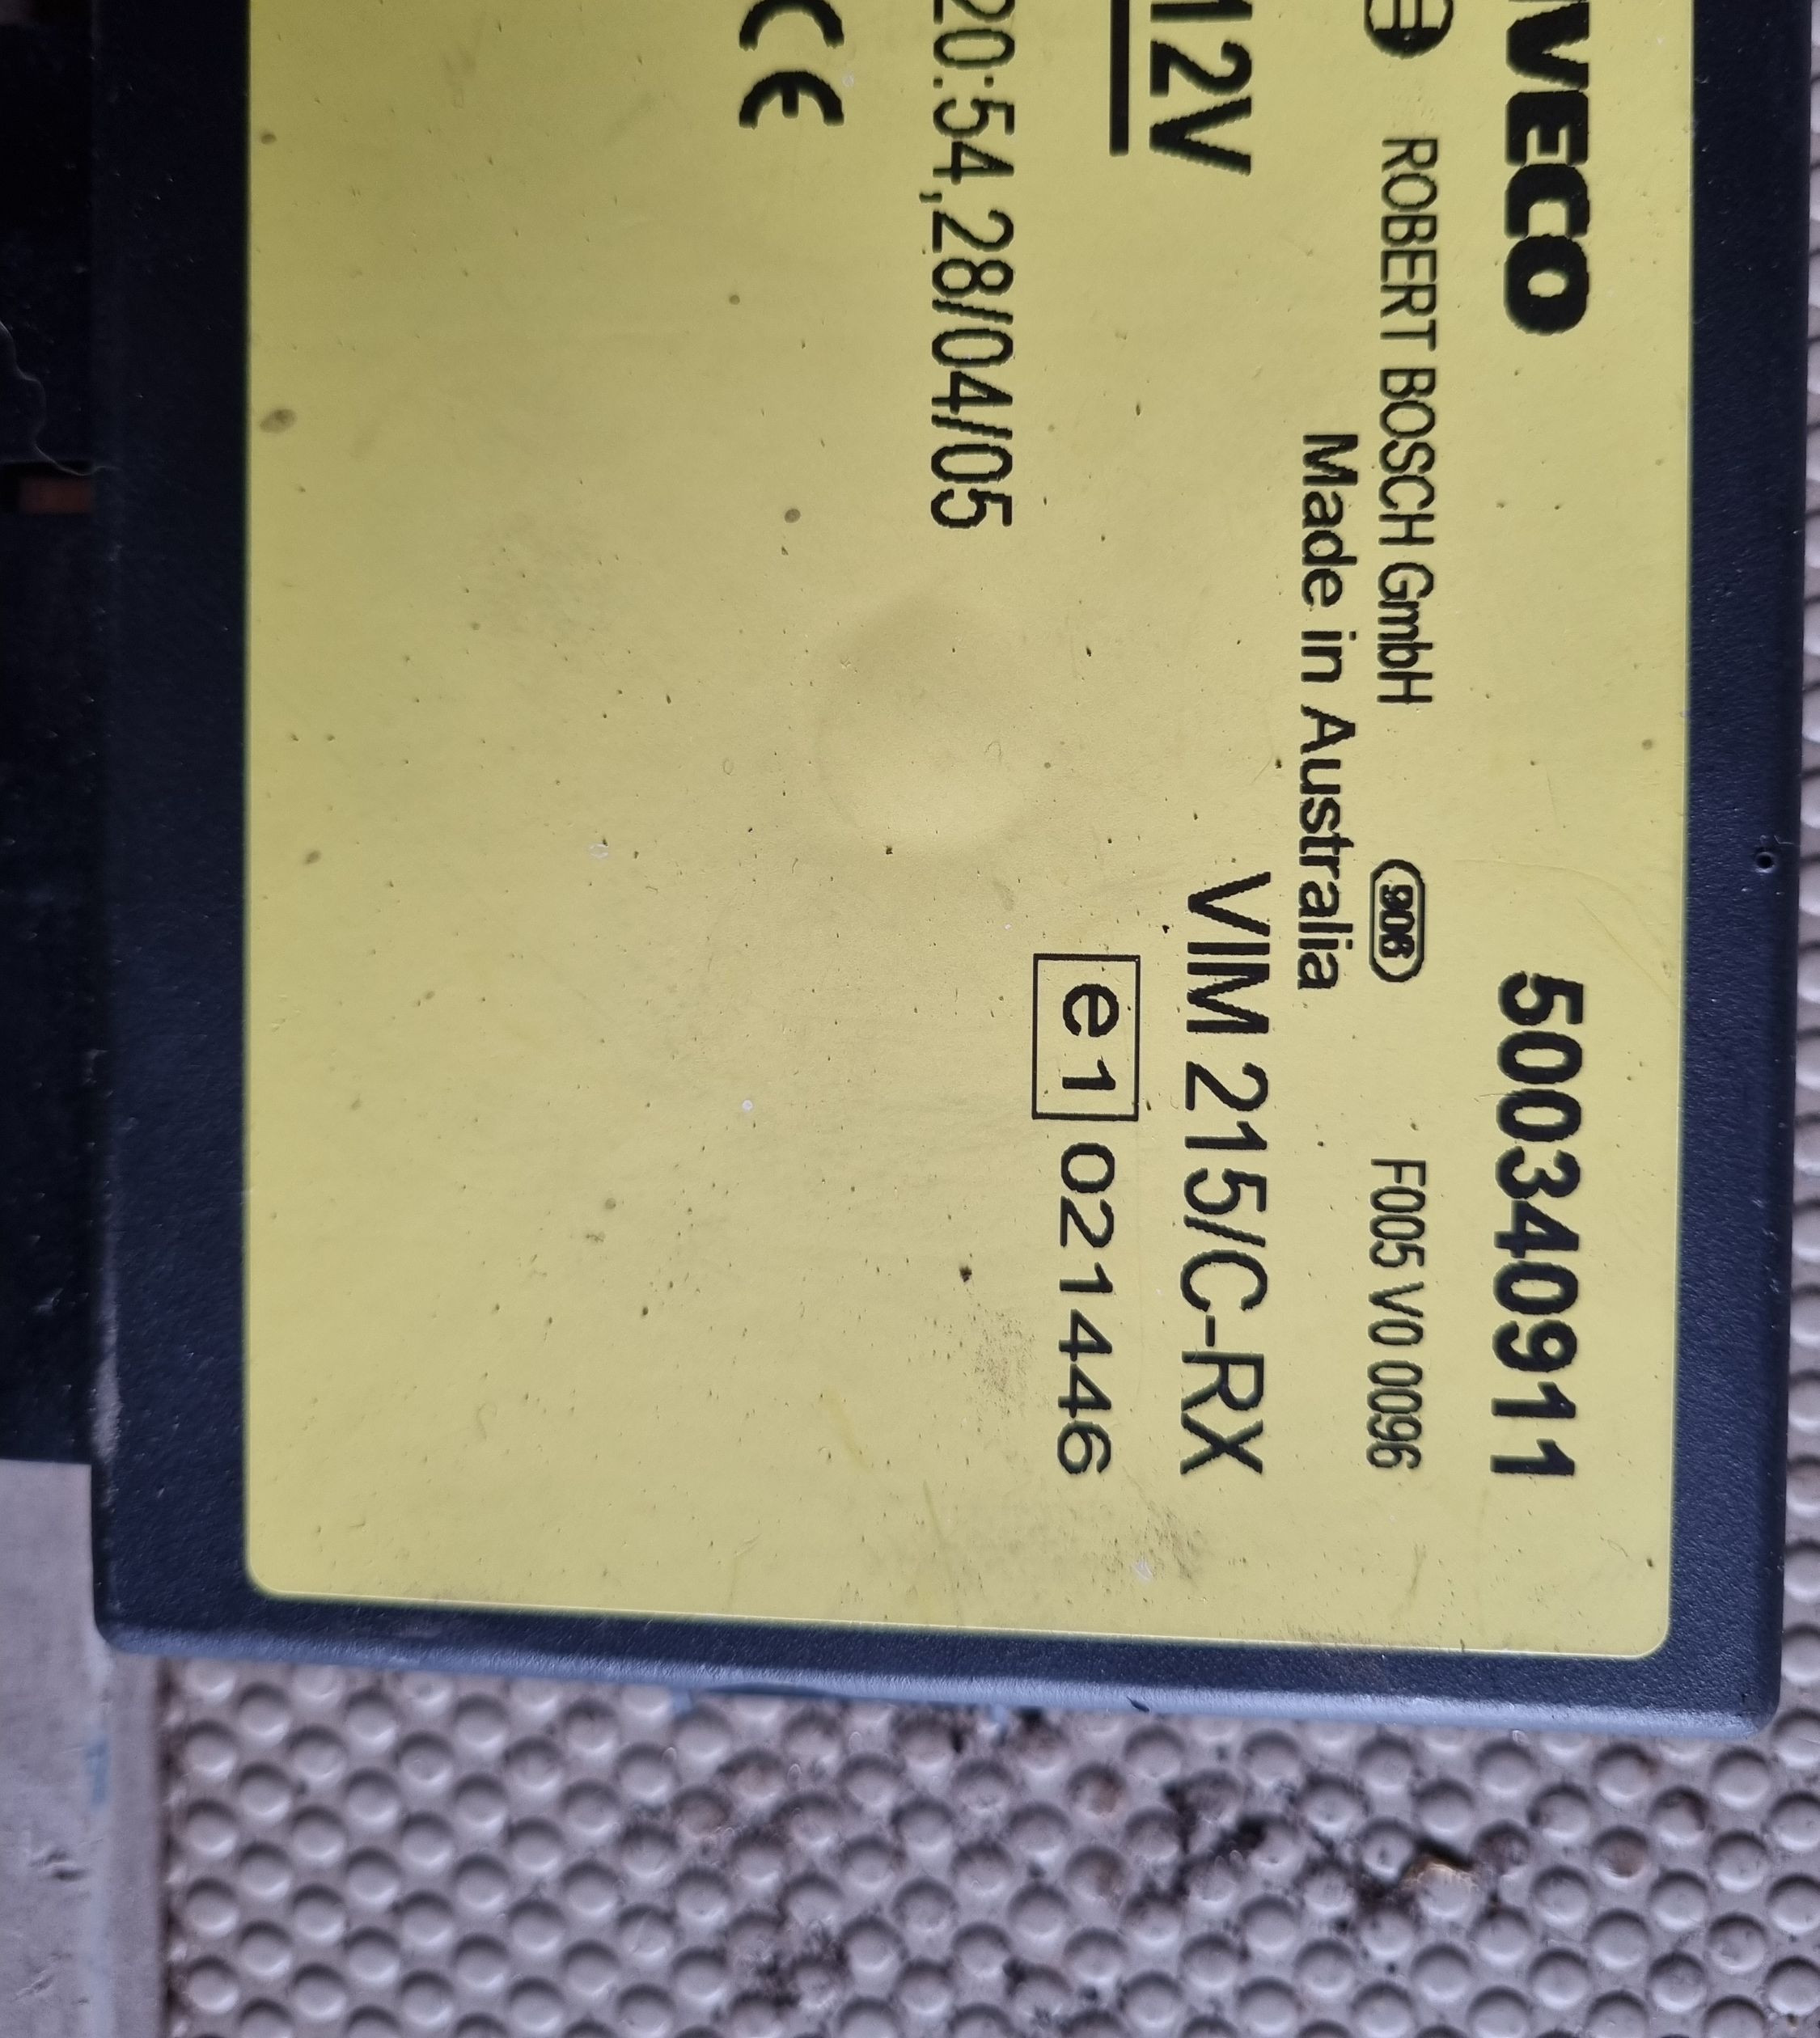 IVECO 500340911
ROBERT BOSCH GmbH 906 F005 V0 0096
Made in Australia
12V VIM 215/C-RX
e1 021446
20:54,28/04/05
CE